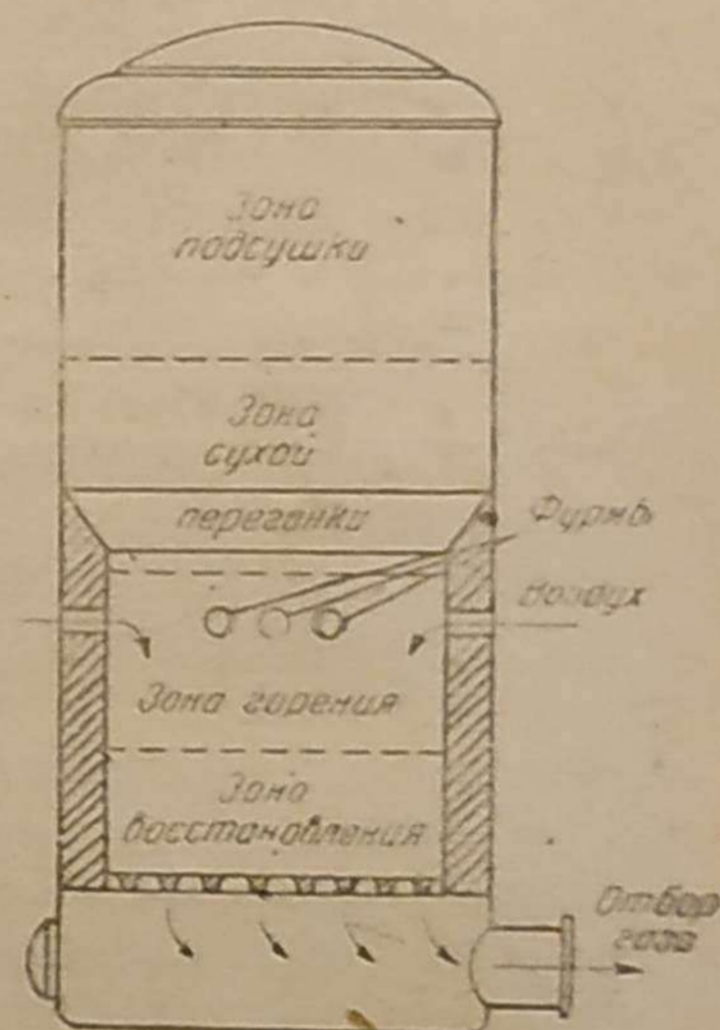 Зона
подсушки
Зона
сухой
перегонки
Фурмы
Воздух
Зона горения
Зона
восстановления
Отбор
газа